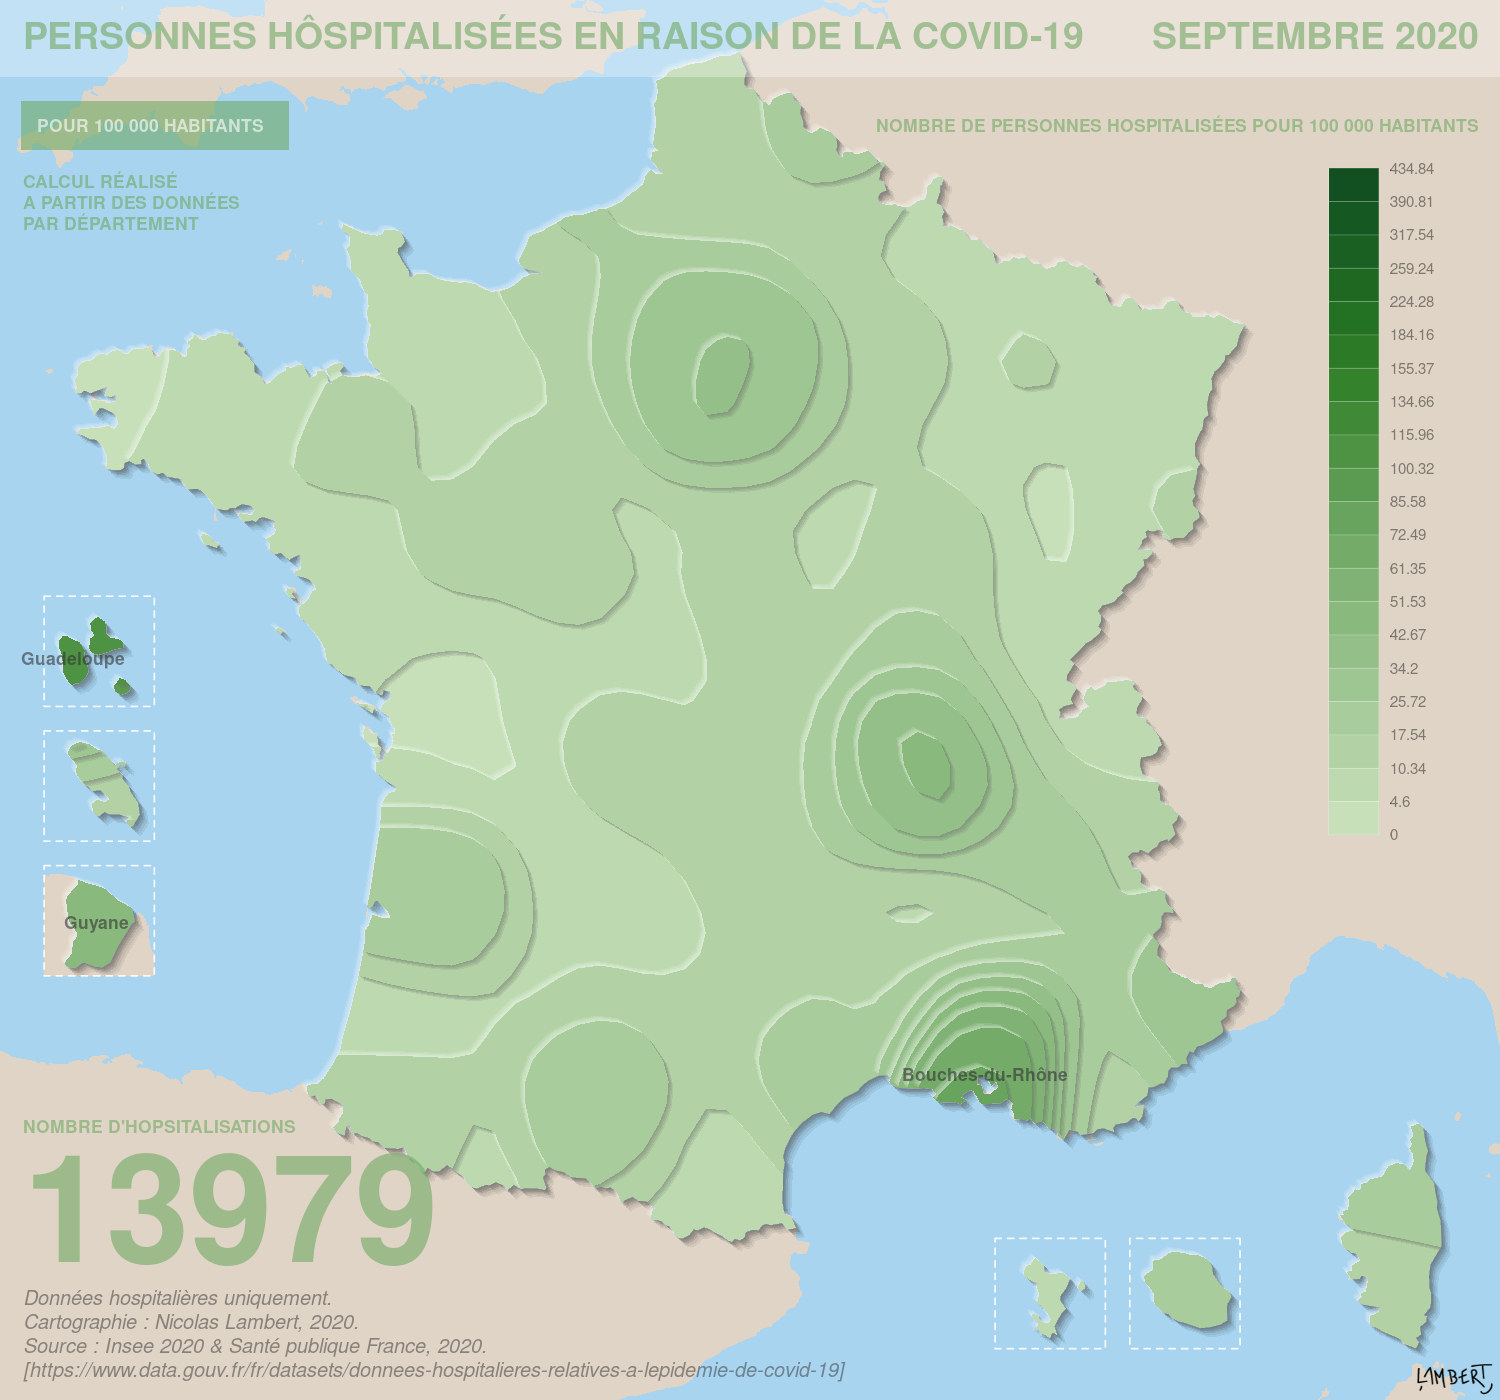 PERSONNES HÔSPITALISÉES EN RAISON DE LA COVID-19
SEPTEMBRE 2020
POUR 100 000 HABITANTS
CALCUL RÉALISÉ
A PARTIR DES DONNÉES
PAR DÉPARTEMENT
NOMBRE DE PERSONNES HOSPITALISÉES POUR 100 000 HABITANTS
434.84
390.81
317.54
259.24
224.28
184.16
155.37
134.66
115.96
100.32
85.58
72.49
61.35
51.53
42.67
34.2
25.72
17.54
10.34
4.6
0
Guadeloupe
Guyane
Bouches-du-Rhône
NOMBRE D'HOPSITALISATIONS
13979
Données hospitalières uniquement.
Cartographie : Nicolas Lambert, 2020.
Source : Insee 2020 & Santé publique France, 2020.
[https://www.data.gouv.fr/fr/datasets/donnees-hospitalieres-relatives-a-lepidemie-de-covid-19]
LAMBERT